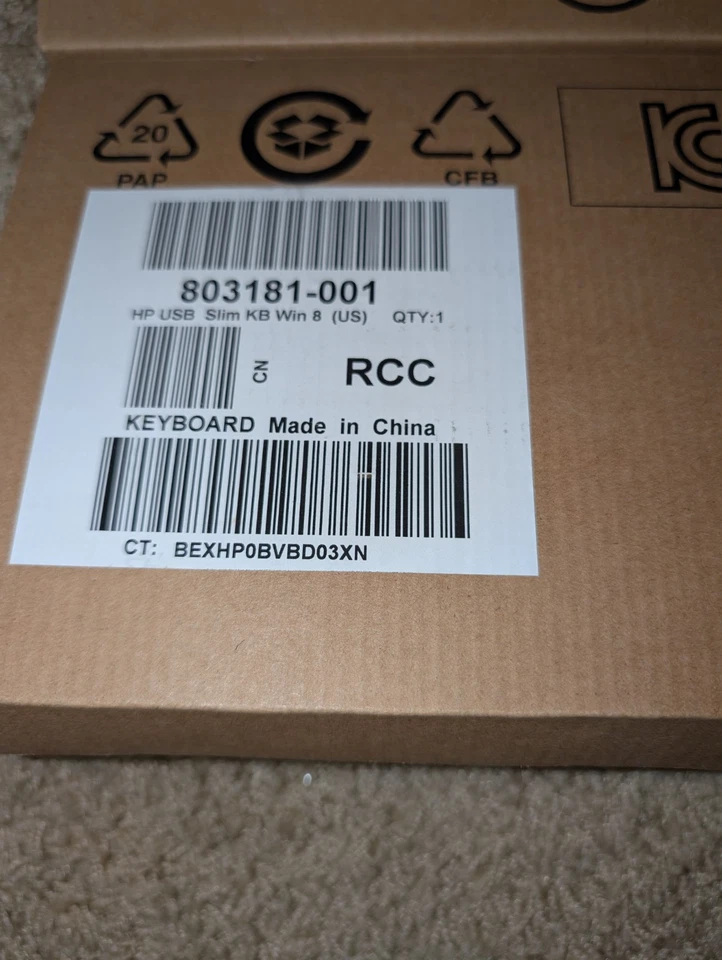 20
PAP
CFB
KC
803181-001
HP USB Slim KB Win 8 (US) QTY:1
CN
RCC
KEYBOARD Made in China
CT: BEXHP0BVBD03XN